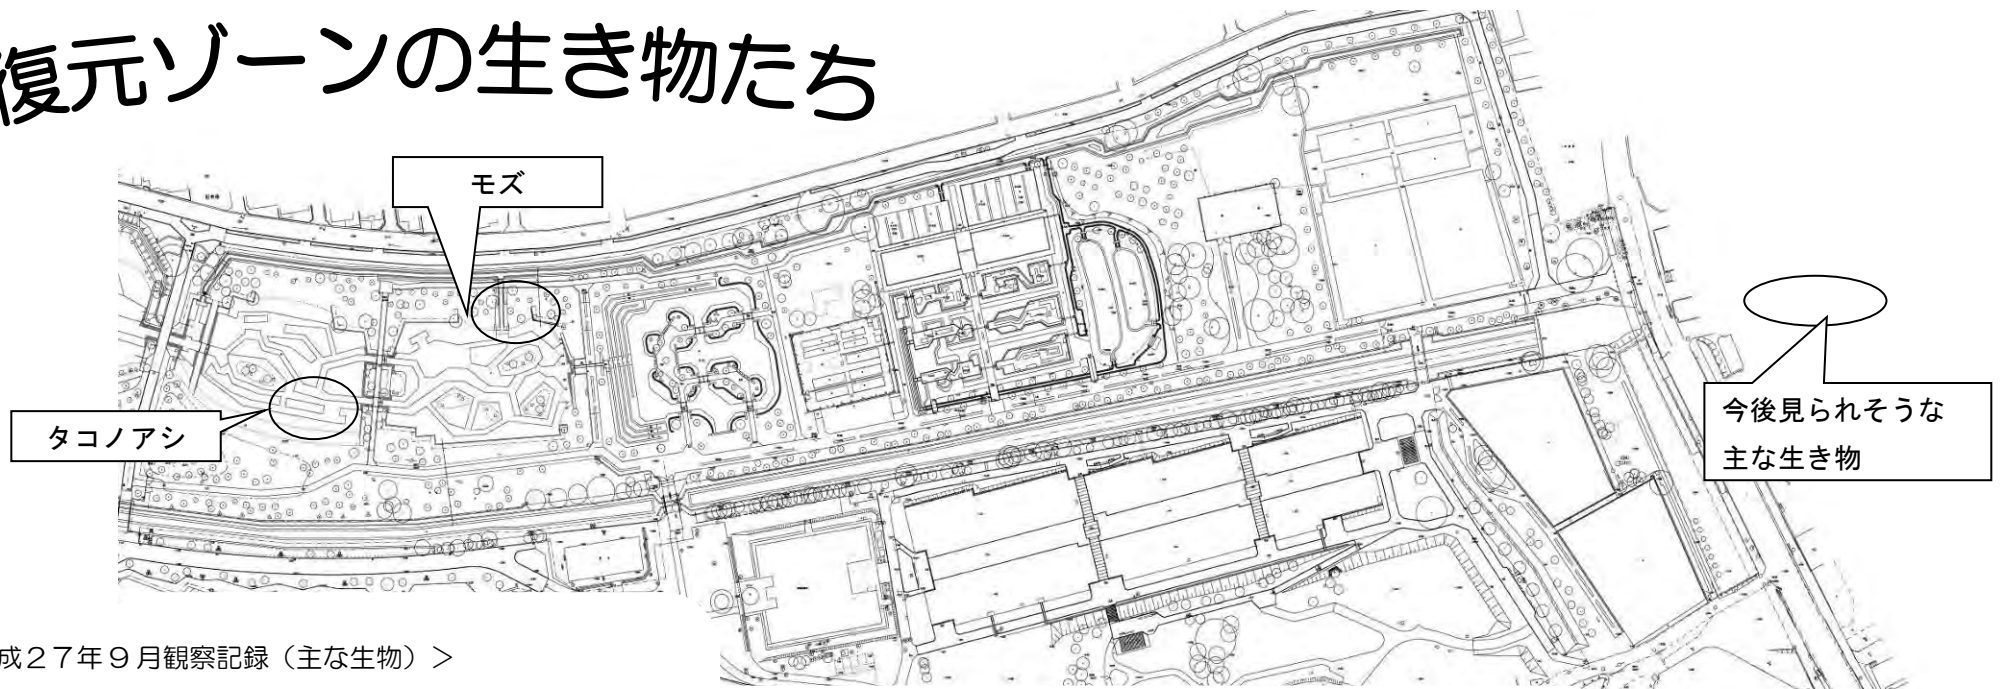 復元ゾーンの生き物たち
モズ
タコノアシ
今後見られそうな
主な生き物
成２７年９月観察記録（主な生物）＞